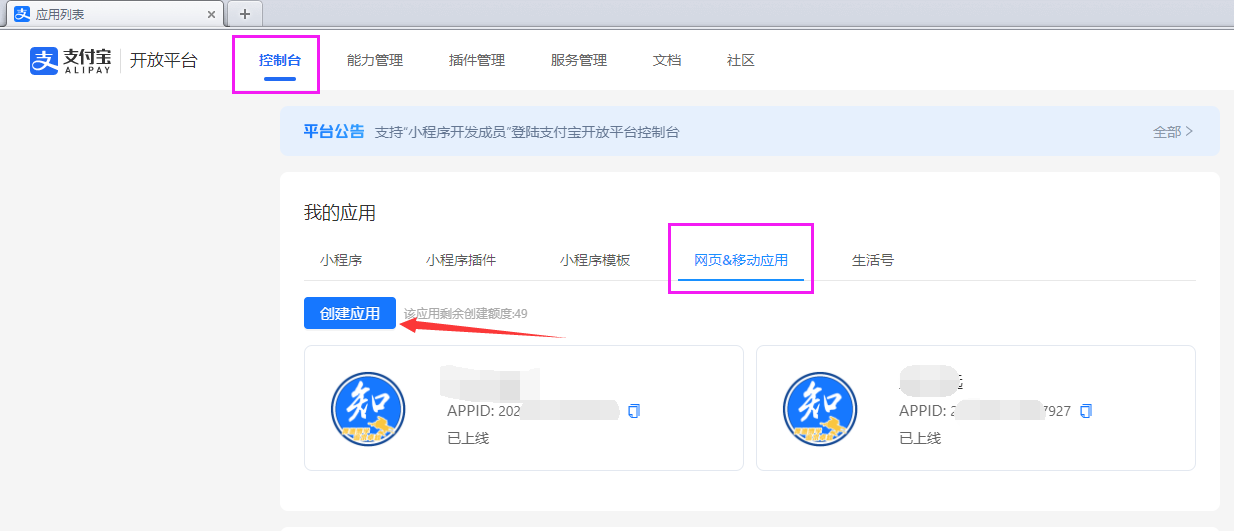 应用列表
支付宝 ALIPAY 开放平台 控制台 能力管理 插件管理 服务管理 文档 社区
平台公告 支持“小程序开发成员”登陆支付宝开放平台控制台 全部
我的应用
小程序 小程序插件 小程序模板 网页&移动应用 生活号
创建应用 该应用剩余创建额度:49
知 知
APPID: 202 APPID: 2 7927
已上线 已上线